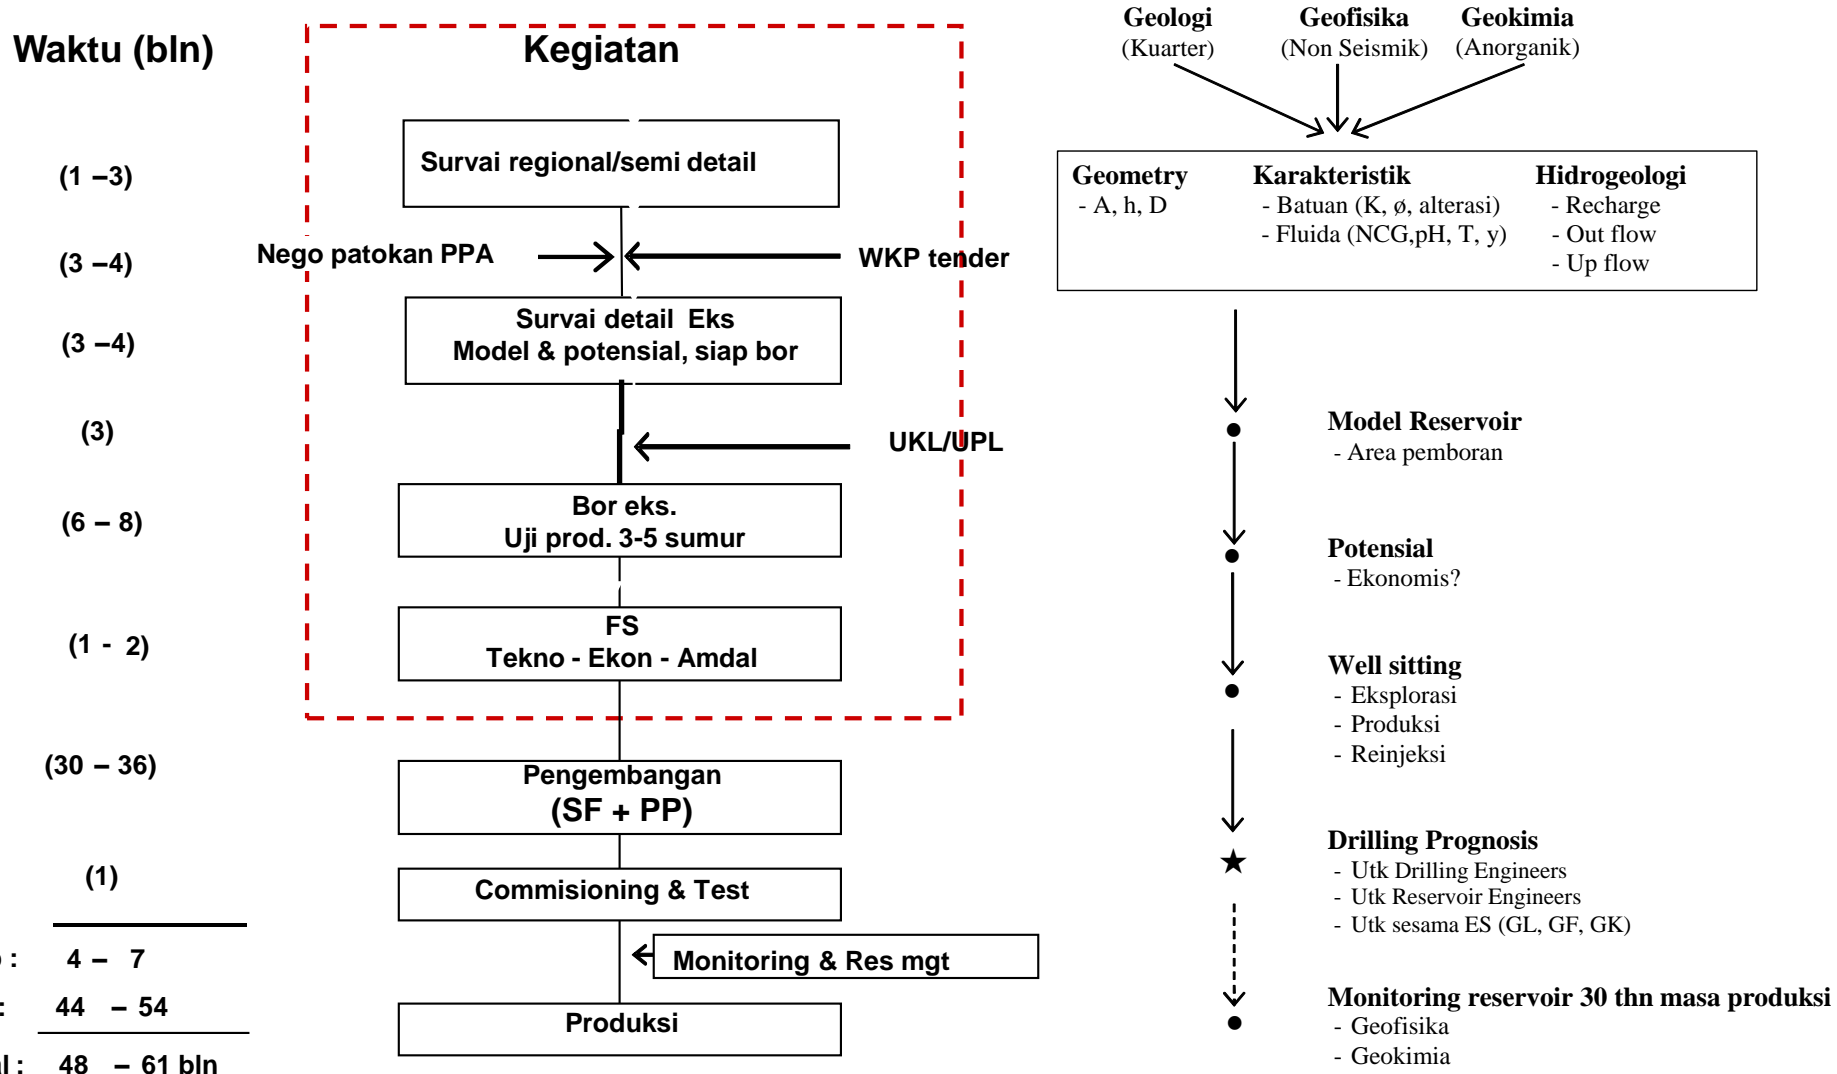 Waktu (bln)
Kegiatan
(1 –3)
Survai regional/semi detail
(3 –4)
Nego patokan PPA
WKP tender
(3 –4)
Survai detail Eks
Model & potensial, siap bor
(3)
UKL/UPL
(6 – 8)
Bor eks.
Uji prod. 3-5 sumur
(1 - 2)
FS
Tekno - Ekon - Amdal
(30 – 36)
Pengembangan
(SF + PP)
(1)
Commisioning & Test
Monitoring & Res mgt
Produksi
: 4 – 7
: 44 – 54
: 48 – 61 bln
Geologi
(Kuarter)
Geofisika
(Non Seismik)
Geokimia
(Anorganik)
Geometry
- A, h, D
Karakteristik
- Batuan (K, ø, alterasi)
- Fluida (NCG,pH, T, y)
Hidrogeologi
- Recharge
- Out flow
- Up flow
Model Reservoir
- Area pemboran
Potensial
- Ekonomis?
Well sitting
- Eksplorasi
- Produksi
- Reinjeksi
Drilling Prognosis
- Utk Drilling Engineers
- Utk Reservoir Engineers
- Utk sesama ES (GL, GF, GK)
Monitoring reservoir 30 thn masa produksi
- Geofisika
- Geokimia